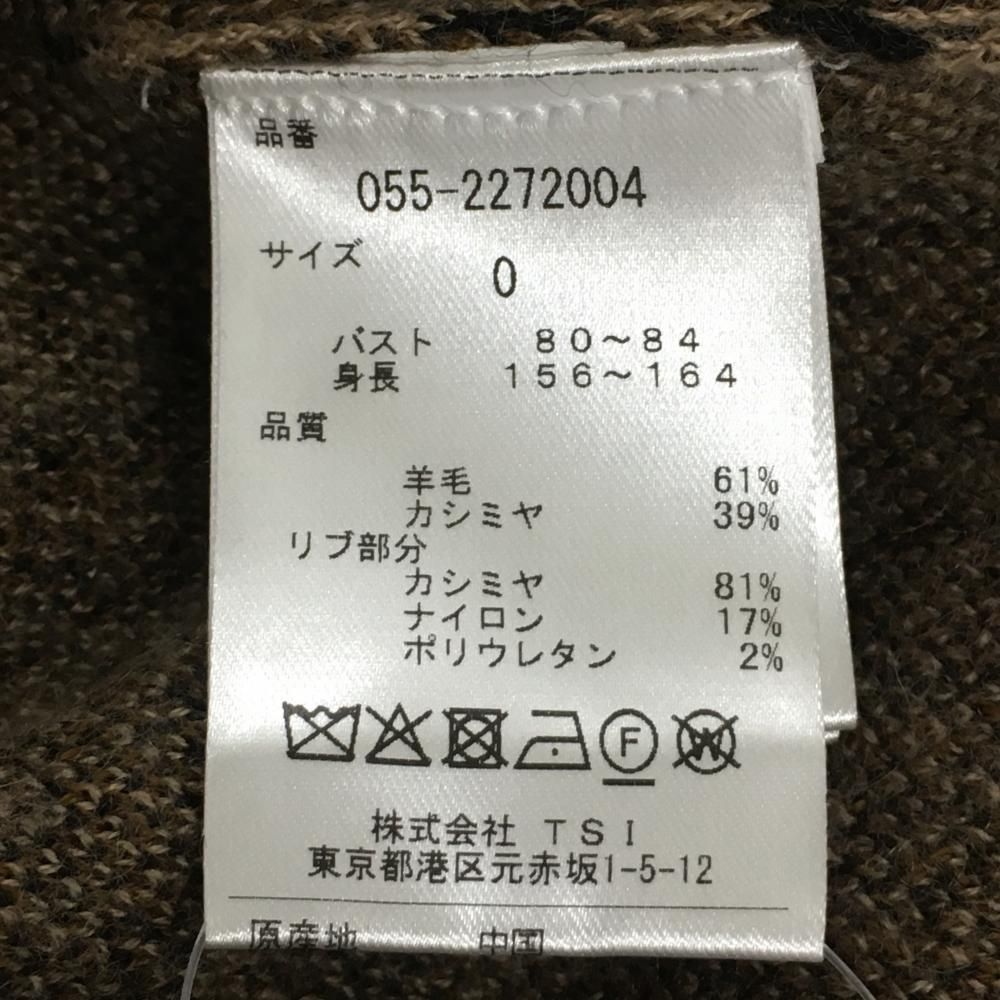 品番
055-2272004
サイズ 0
バスト 80～84
身長 156～164
品質
羊毛 61%
カシミヤ 39%
リブ部分
カシミヤ 81%
ナイロン 17%
ポリウレタン 2%
F W
株式会社 TSI
東京都港区元赤坂1-5-12
原産地 中国